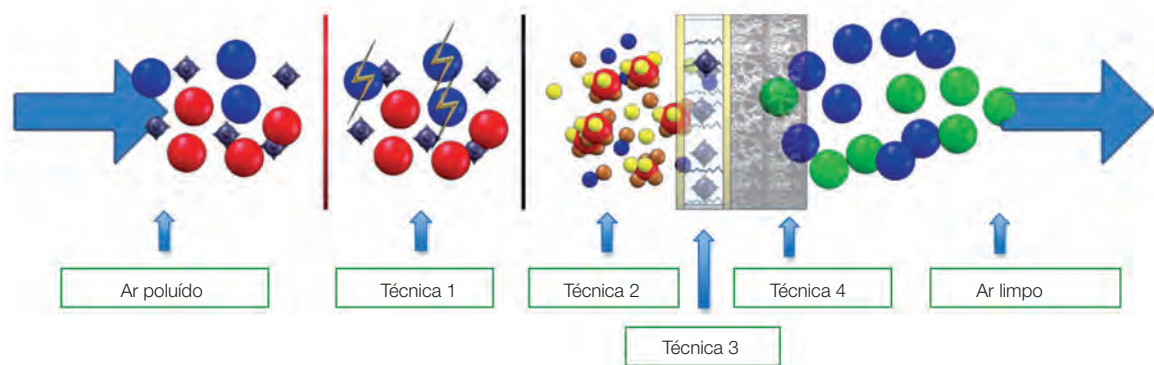 Ar poluído
Técnica 1
Técnica 2
Técnica 4
Ar limpo
Técnica 3